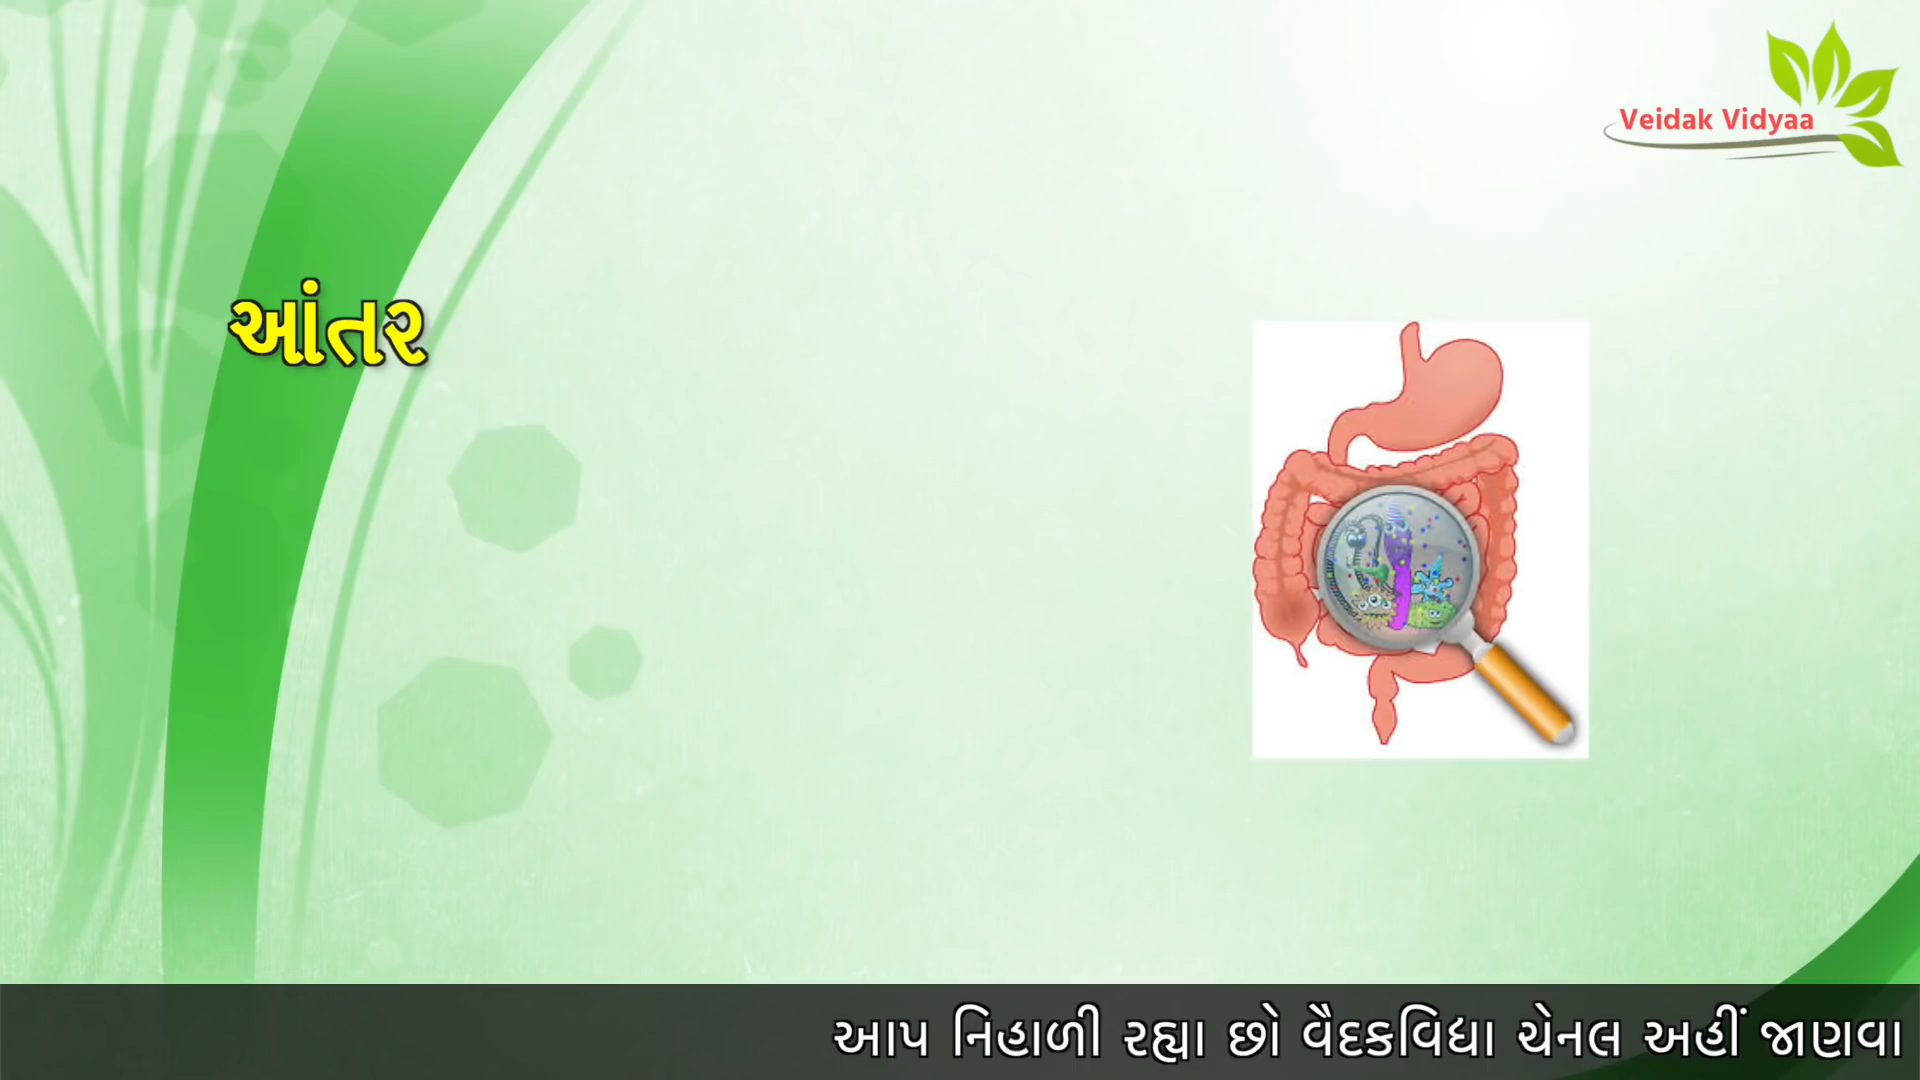 Veidak Vidyaa
આંતર
આપ નિહાળી રહ્યા છો વૈદકવિદ્યા ચેનલ અહીં જાણવા